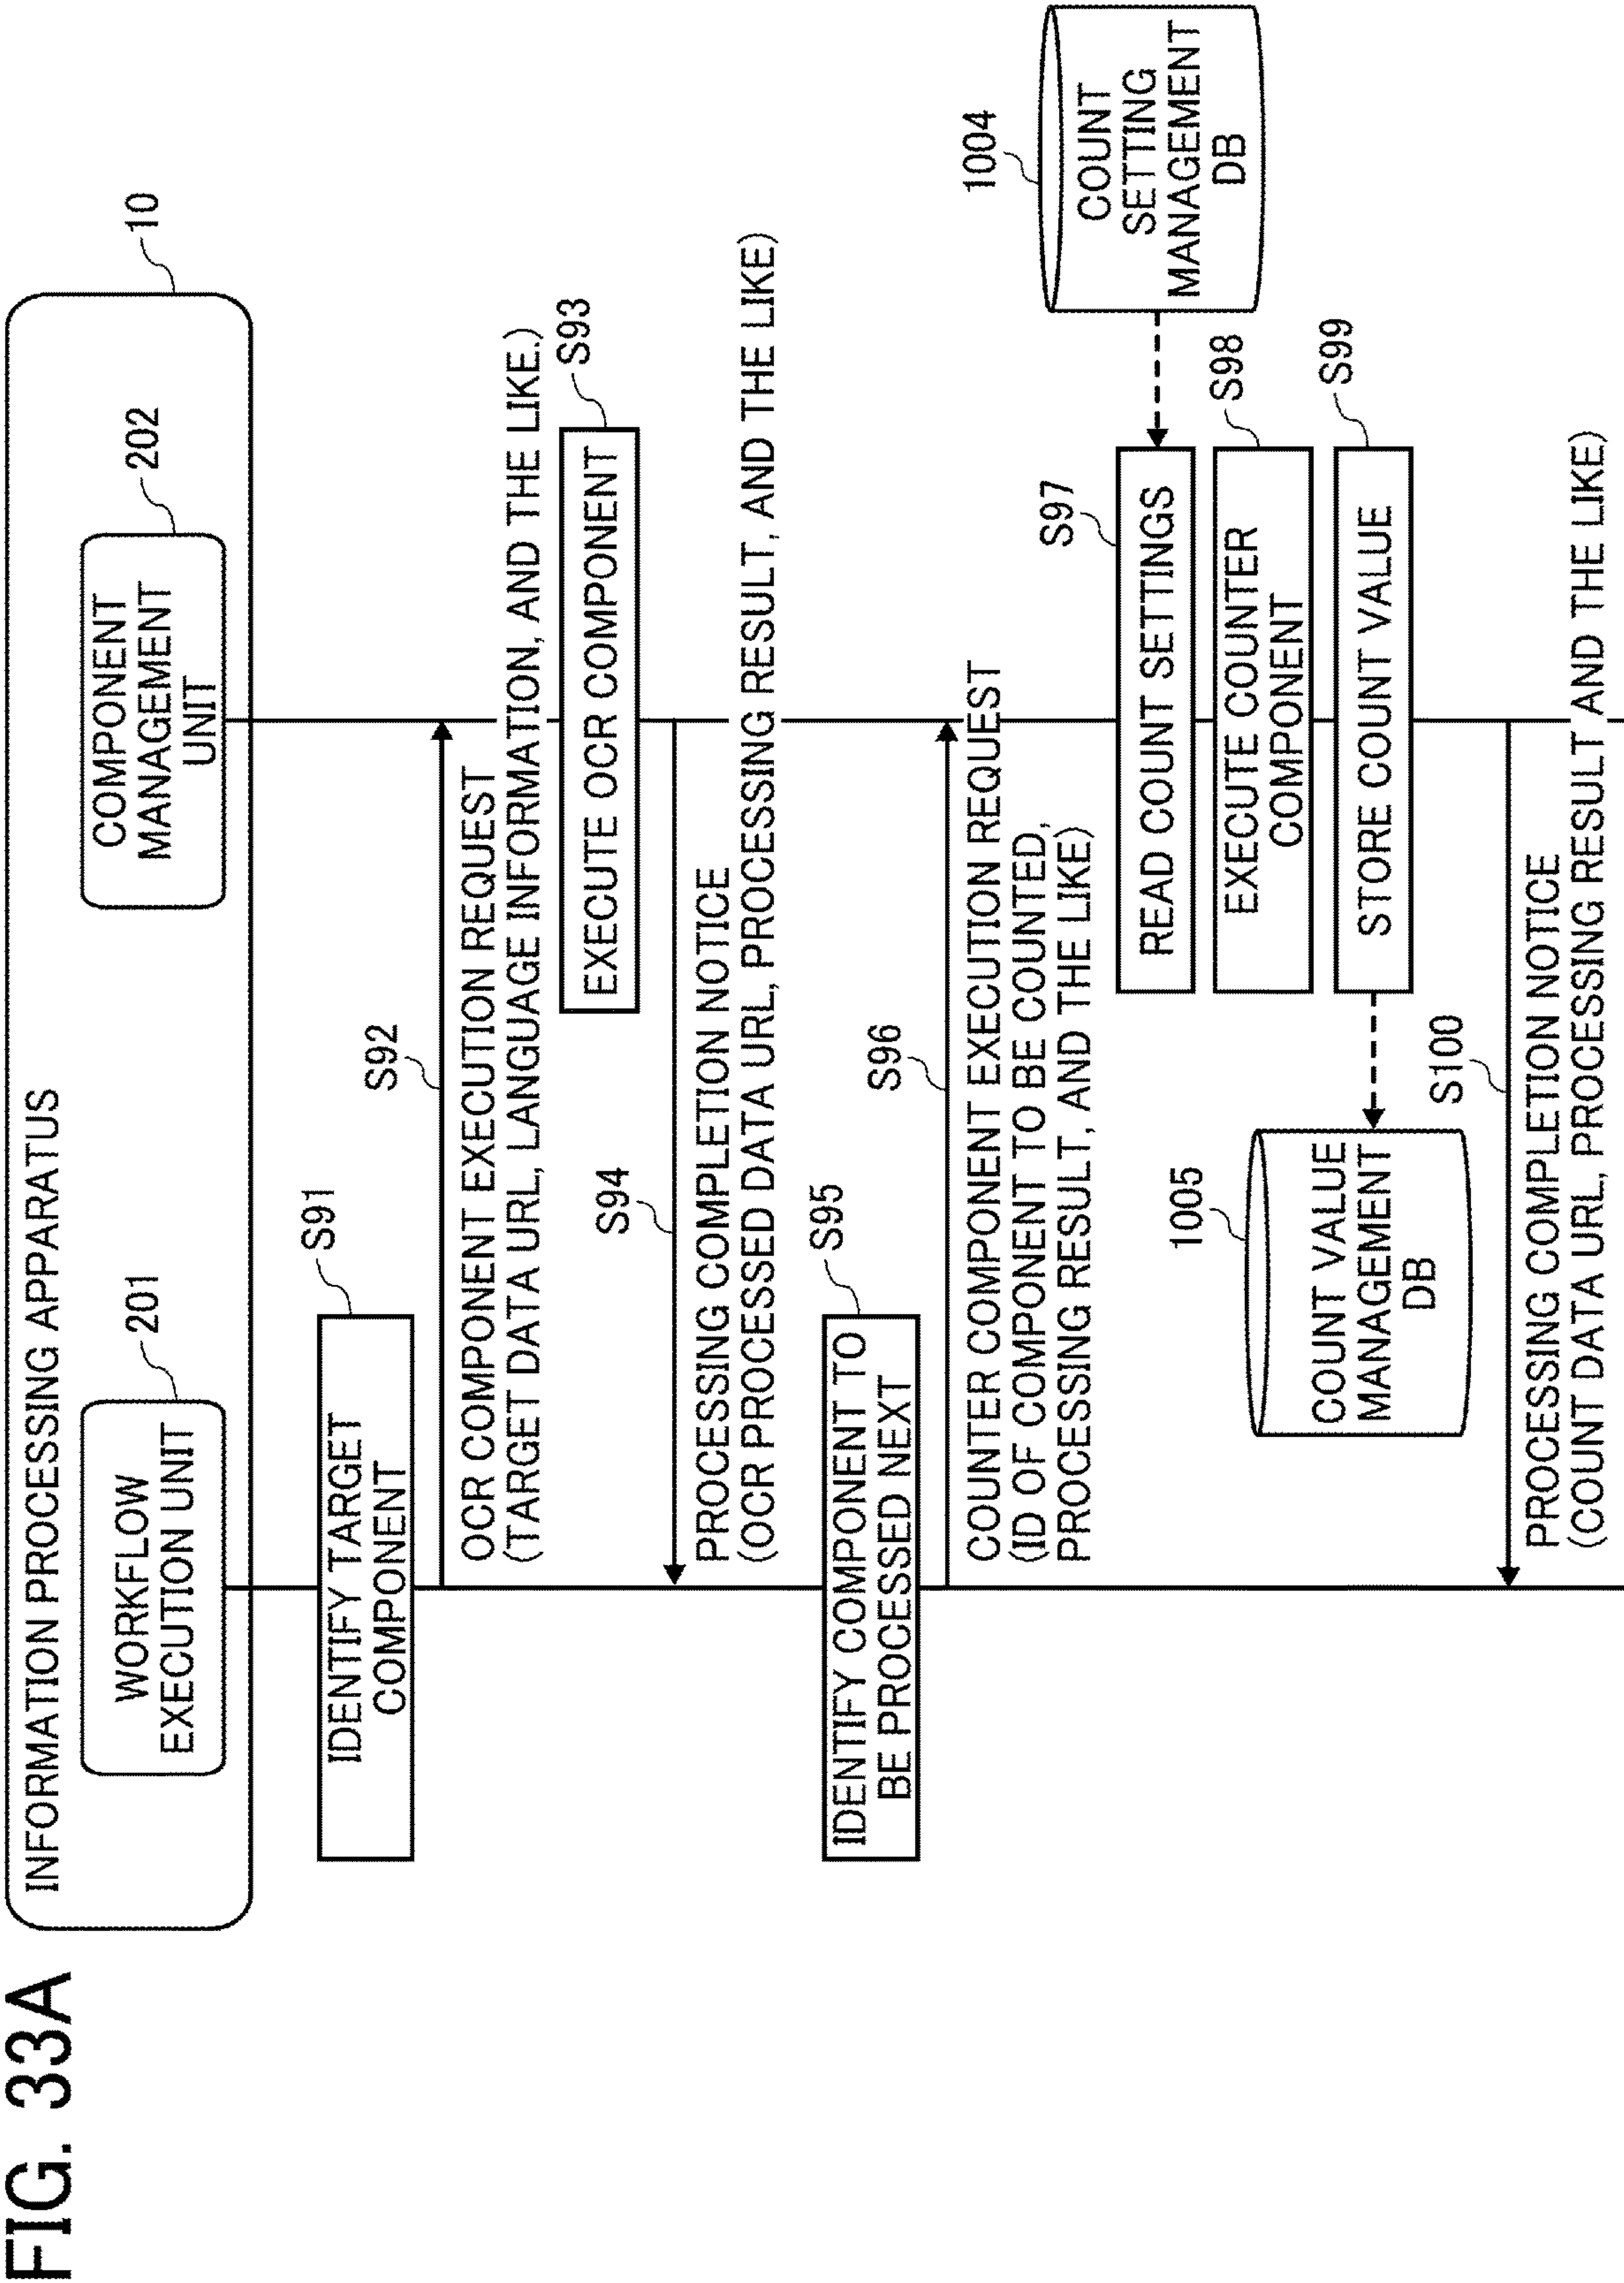 FIG. 33A
INFORMATION PROCESSING APPARATUS
10
WORKFLOW
EXECUTION UNIT
201
COMPONENT
MANAGEMENT
UNIT
202
S91
IDENTIFY TARGET
COMPONENT
S92
OCR COMPONENT EXECUTION REQUEST
(TARGET DATA URL, LANGUAGE INFORMATION, AND THE LIKE.)
S93
EXECUTE OCR COMPONENT
S94
PROCESSING COMPLETION NOTICE
(OCR PROCESSED DATA URL, PROCESSING RESULT, AND THE LIKE)
S95
IDENTIFY COMPONENT TO
BE PROCESSED NEXT
S96
COUNTER COMPONENT EXECUTION REQUEST
(ID OF COMPONENT TO BE COUNTED,
PROCESSING RESULT, AND THE LIKE)
1004
COUNT
SETTING
MANAGEMENT
DB
S97
READ COUNT SETTINGS
S98
EXECUTE COUNTER
COMPONENT
S99
STORE COUNT VALUE
1005
COUNT VALUE
MANAGEMENT
DB
S100
PROCESSING COMPLETION NOTICE
(COUNT DATA URL, PROCESSING RESULT AND THE LIKE)